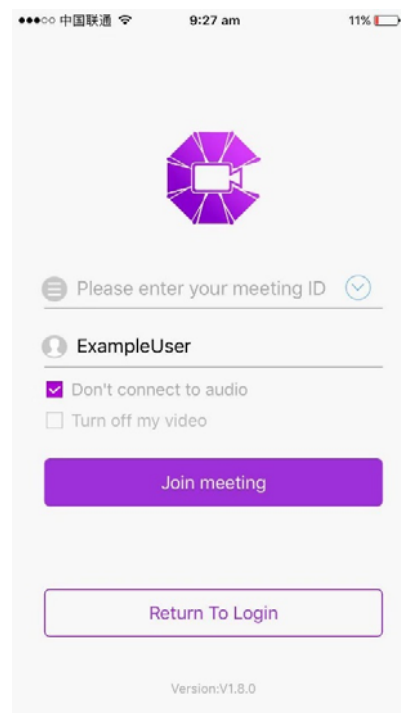 中国联通 9:27 am 11%
Please enter your meeting ID
ExampleUser
Don't connect to audio
Turn off my video
Join meeting
Return To Login
Version:V1.8.0